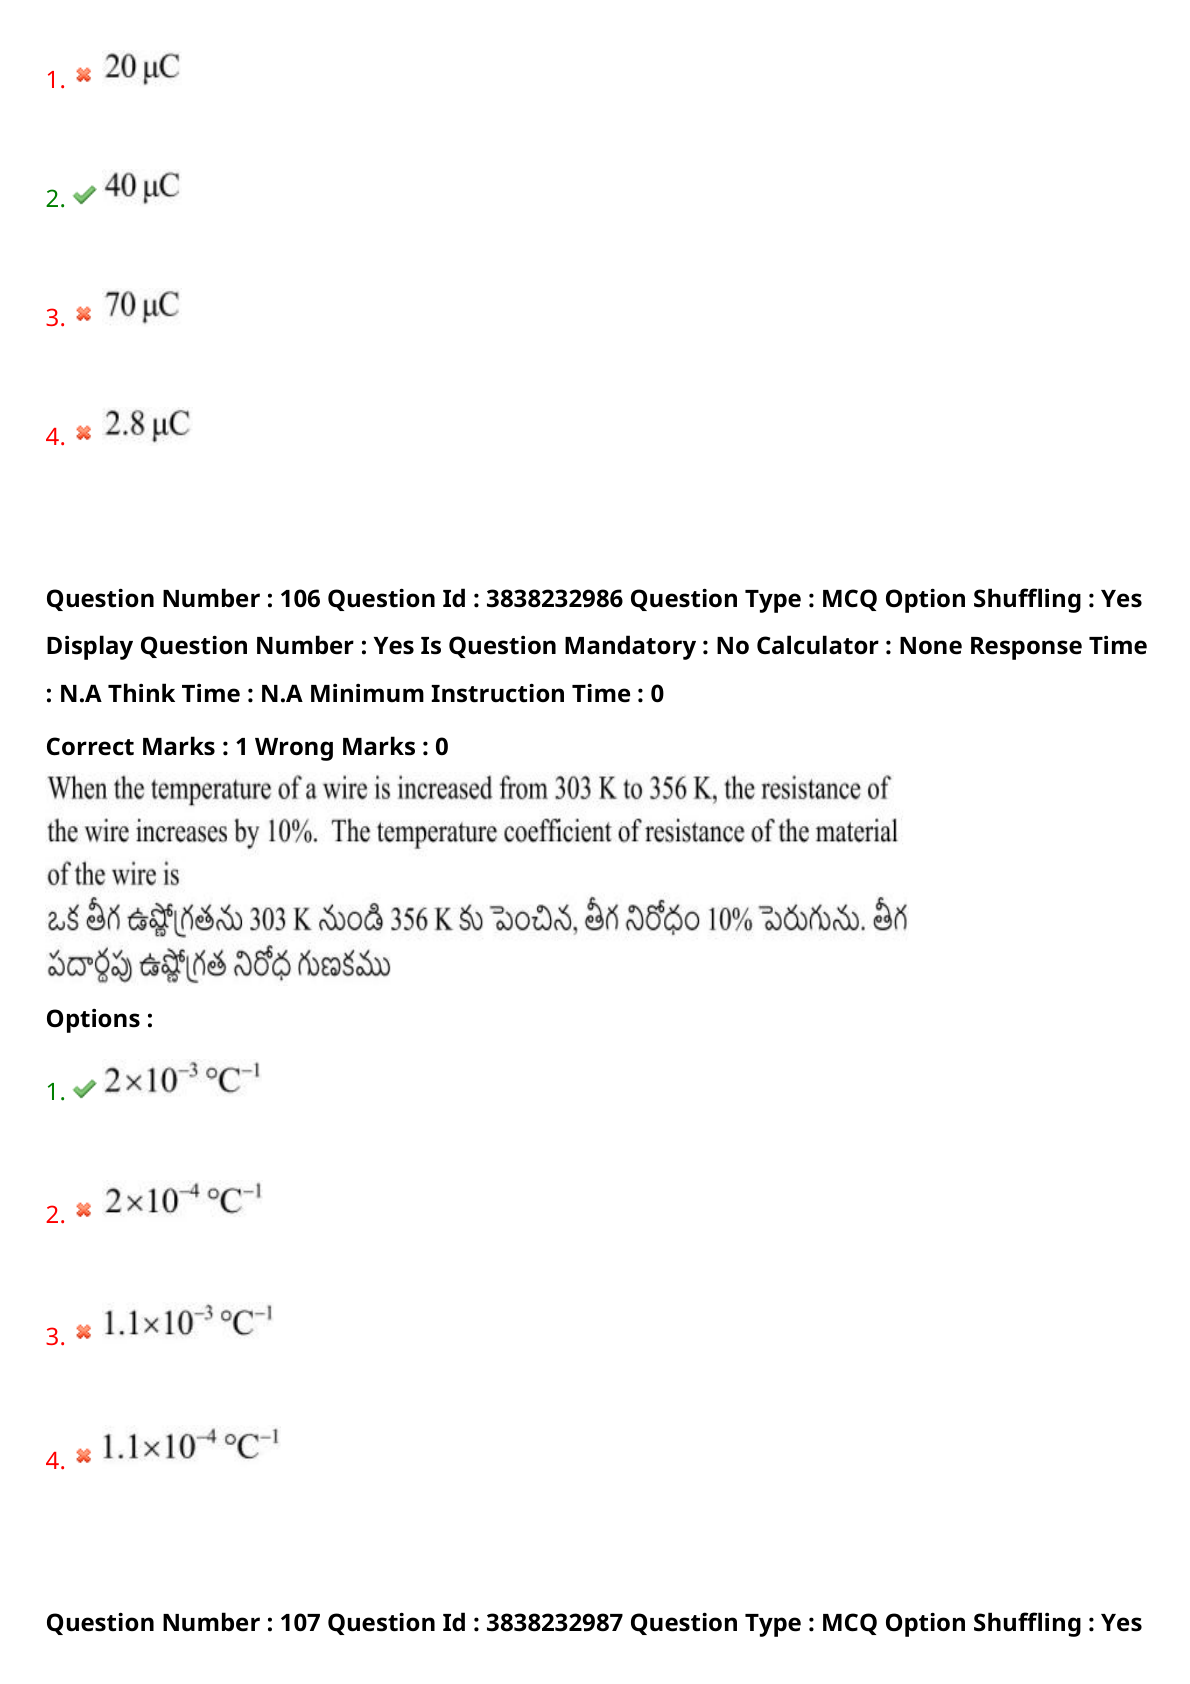 1. 20 μC
2. 40 μC
3. 70 μC
4. 2.8 μC
Question Number : 106 Question Id : 3838232986 Question Type : MCQ Option Shuffling : Yes
Display Question Number : Yes Is Question Mandatory : No Calculator : None Response Time
: N.A Think Time : N.A Minimum Instruction Time : 0
Correct Marks : 1 Wrong Marks : 0
When the temperature of a wire is increased from 303 K to 356 K, the resistance of
the wire increases by 10%. The temperature coefficient of resistance of the material
of the wire is
ఒక తీగ ఉష్ణోగ్రతను 303 K నుండి 356 K కు పెంచిన, తీగ నిరోధం 10% పెరుగును. తీగ
పదార్థపు ఉష్ణోగ్రత నిరోధ గుణకము
Options :
1. 2×10⁻³ °C⁻¹
2. 2×10⁻⁴ °C⁻¹
3. 1.1×10⁻³ °C⁻¹
4. 1.1×10⁻⁴ °C⁻¹
Question Number : 107 Question Id : 3838232987 Question Type : MCQ Option Shuffling : Yes